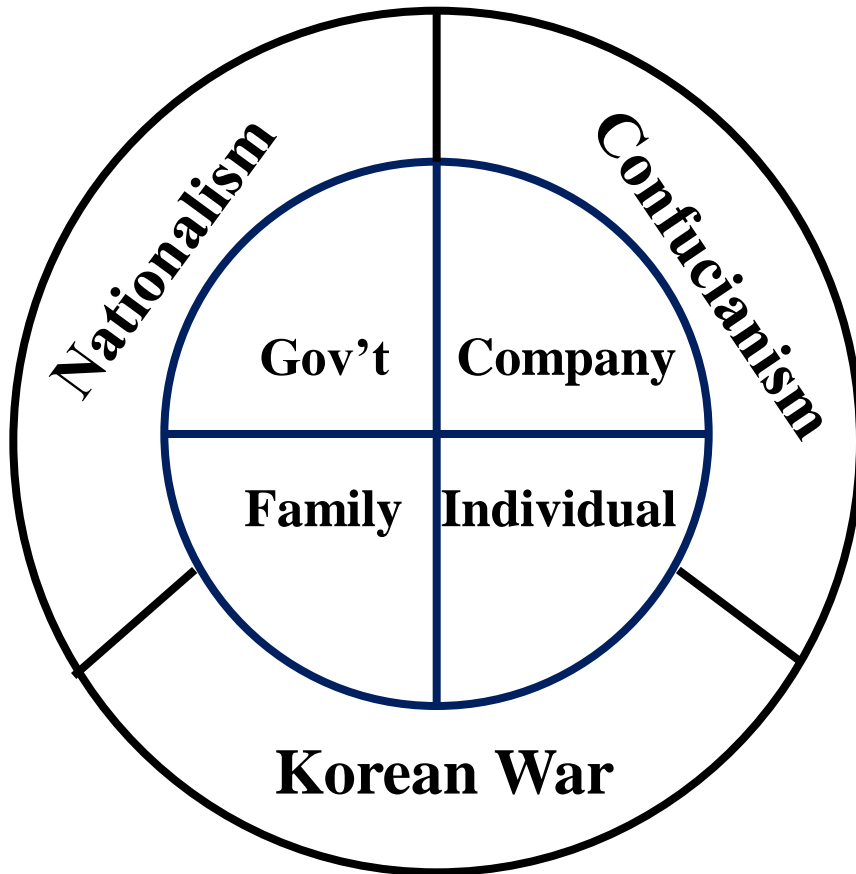 Nationalism
Confucianism
Gov’t
Company
Family
Individual
Korean War